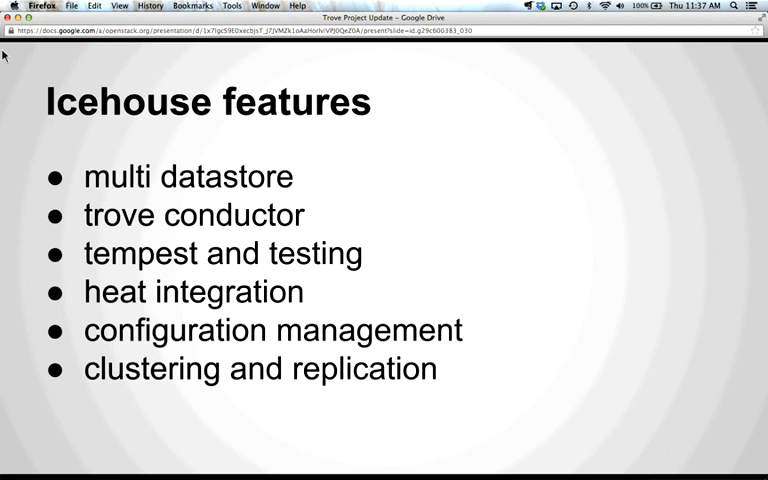 Firefox File Edit View History Bookmarks Tools Window Help 100% Thu 11:37 AM
Trove Project Update – Google Drive
Icehouse features
● multi datastore
● trove conductor
● tempest and testing
● heat integration
● configuration management
● clustering and replication